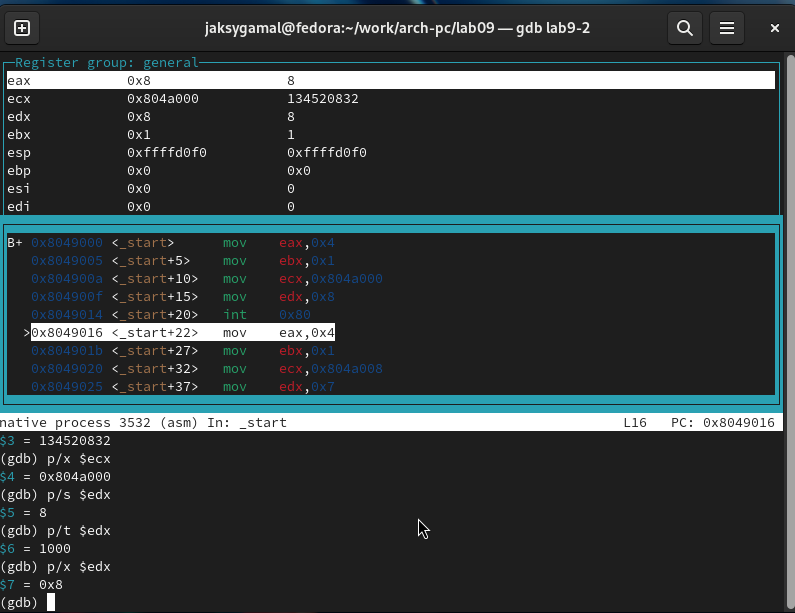 jaksygamal@fedora:~/work/arch-pc/lab09 — gdb lab9-2
Register group: general
eax 0x8 8
ecx 0x804a000 134520832
edx 0x8 8
ebx 0x1 1
esp 0xffffd0f0 0xffffd0f0
ebp 0x0 0x0
esi 0x0 0
edi 0x0 0
B+ 0x8049000 <_start> mov eax,0x4
0x8049005 <_start+5> mov ebx,0x1
0x804900a <_start+10> mov ecx,0x804a000
0x804900f <_start+15> mov edx,0x8
0x8049014 <_start+20> int 0x80
>0x8049016 <_start+22> mov eax,0x4
0x804901b <_start+27> mov ebx,0x1
0x8049020 <_start+32> mov ecx,0x804a008
0x8049025 <_start+37> mov edx,0x7
native process 3532 (asm) In: _start L16 PC: 0x8049016
$3 = 134520832
(gdb) p/x $ecx
$4 = 0x804a000
(gdb) p/s $edx
$5 = 8
(gdb) p/t $edx
$6 = 1000
(gdb) p/x $edx
$7 = 0x8
(gdb)